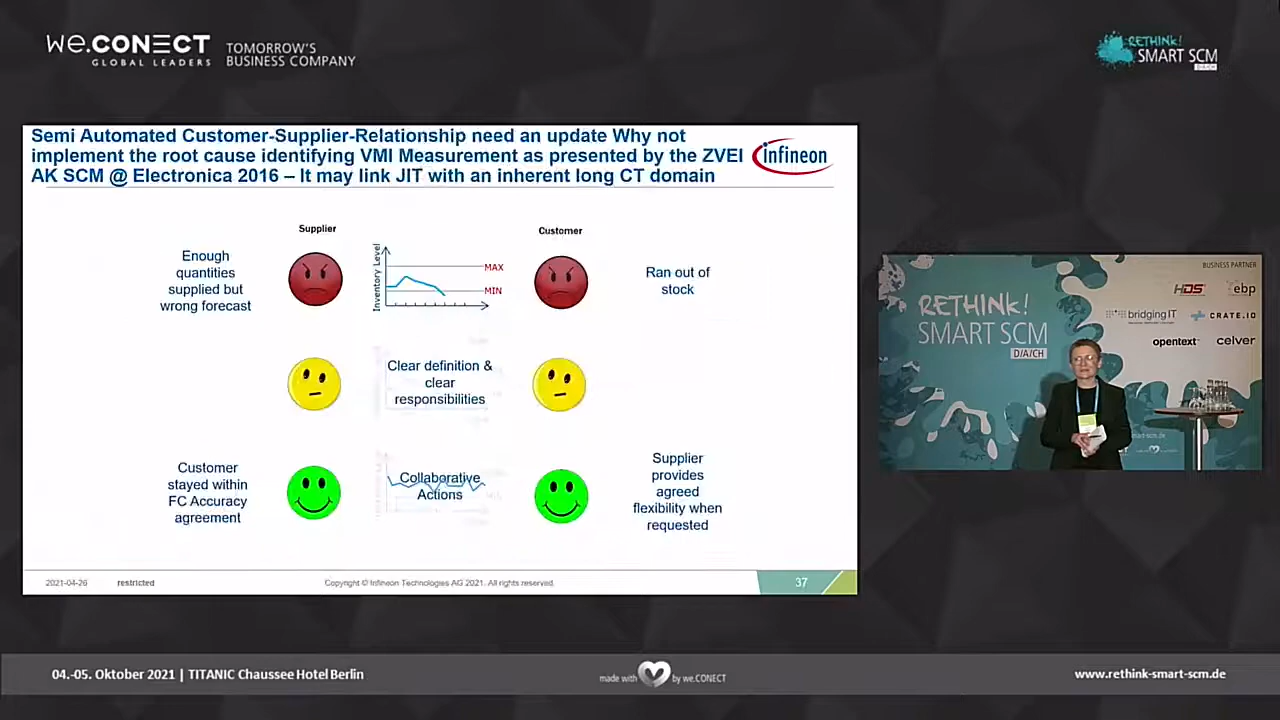 we.CONECT
GLOBAL LEADERS
TOMORROW'S
BUSINESS COMPANY
RETHINK!
SMART SCM
D/A/CH
Semi Automated Customer-Supplier-Relationship need an update Why not
implement the root cause identifying VMI Measurement as presented by the ZVEI
AK SCM @ Electronica 2016 – It may link JIT with an inherent long CT domain
infineon
Supplier
Customer
Enough
quantities
supplied but
wrong forecast
Inventory Level
MAX
MIN
Ran out of
stock
Clear definition &
clear
responsibilities
Customer
stayed within
FC Accuracy
agreement
Collaborative
Actions
Supplier
provides
agreed
flexibility when
requested
2021-04-26
restricted
Copyright © Infineon Technologies AG 2021. All rights reserved.
37
BUSINESS PARTNER
RETHINK!
SMART SCM
D/A/CH
HDS
ebp
bridgingIT
CRATE.IO
opentext
celver
04.-05. Oktober 2021 | TITANIC Chaussee Hotel Berlin
made with by we.CONECT
www.rethink-smart-scm.de